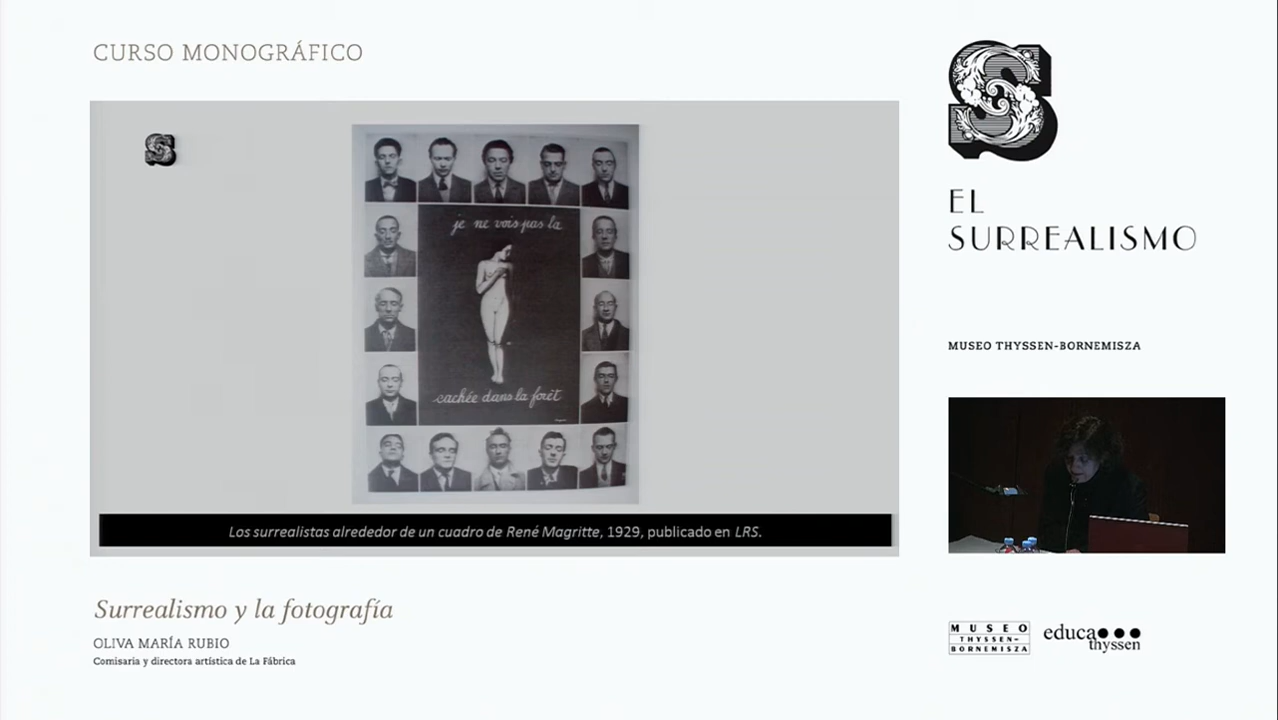 CURSO MONOGRÁFICO
S
S
je ne vois pas la
cachée dans la forêt
Los surrealistas alrededor de un cuadro de René Magritte, 1929, publicado en LRS.
EL
SURREALISMO
MUSEO THYSSEN-BORNEMISZA
Surrealismo y la fotografía
OLIVA MARÍA RUBIO
Comisaria y directora artística de La Fábrica
MUSEO
THYSSEN-
BORNEMISZA
educa
thyssen